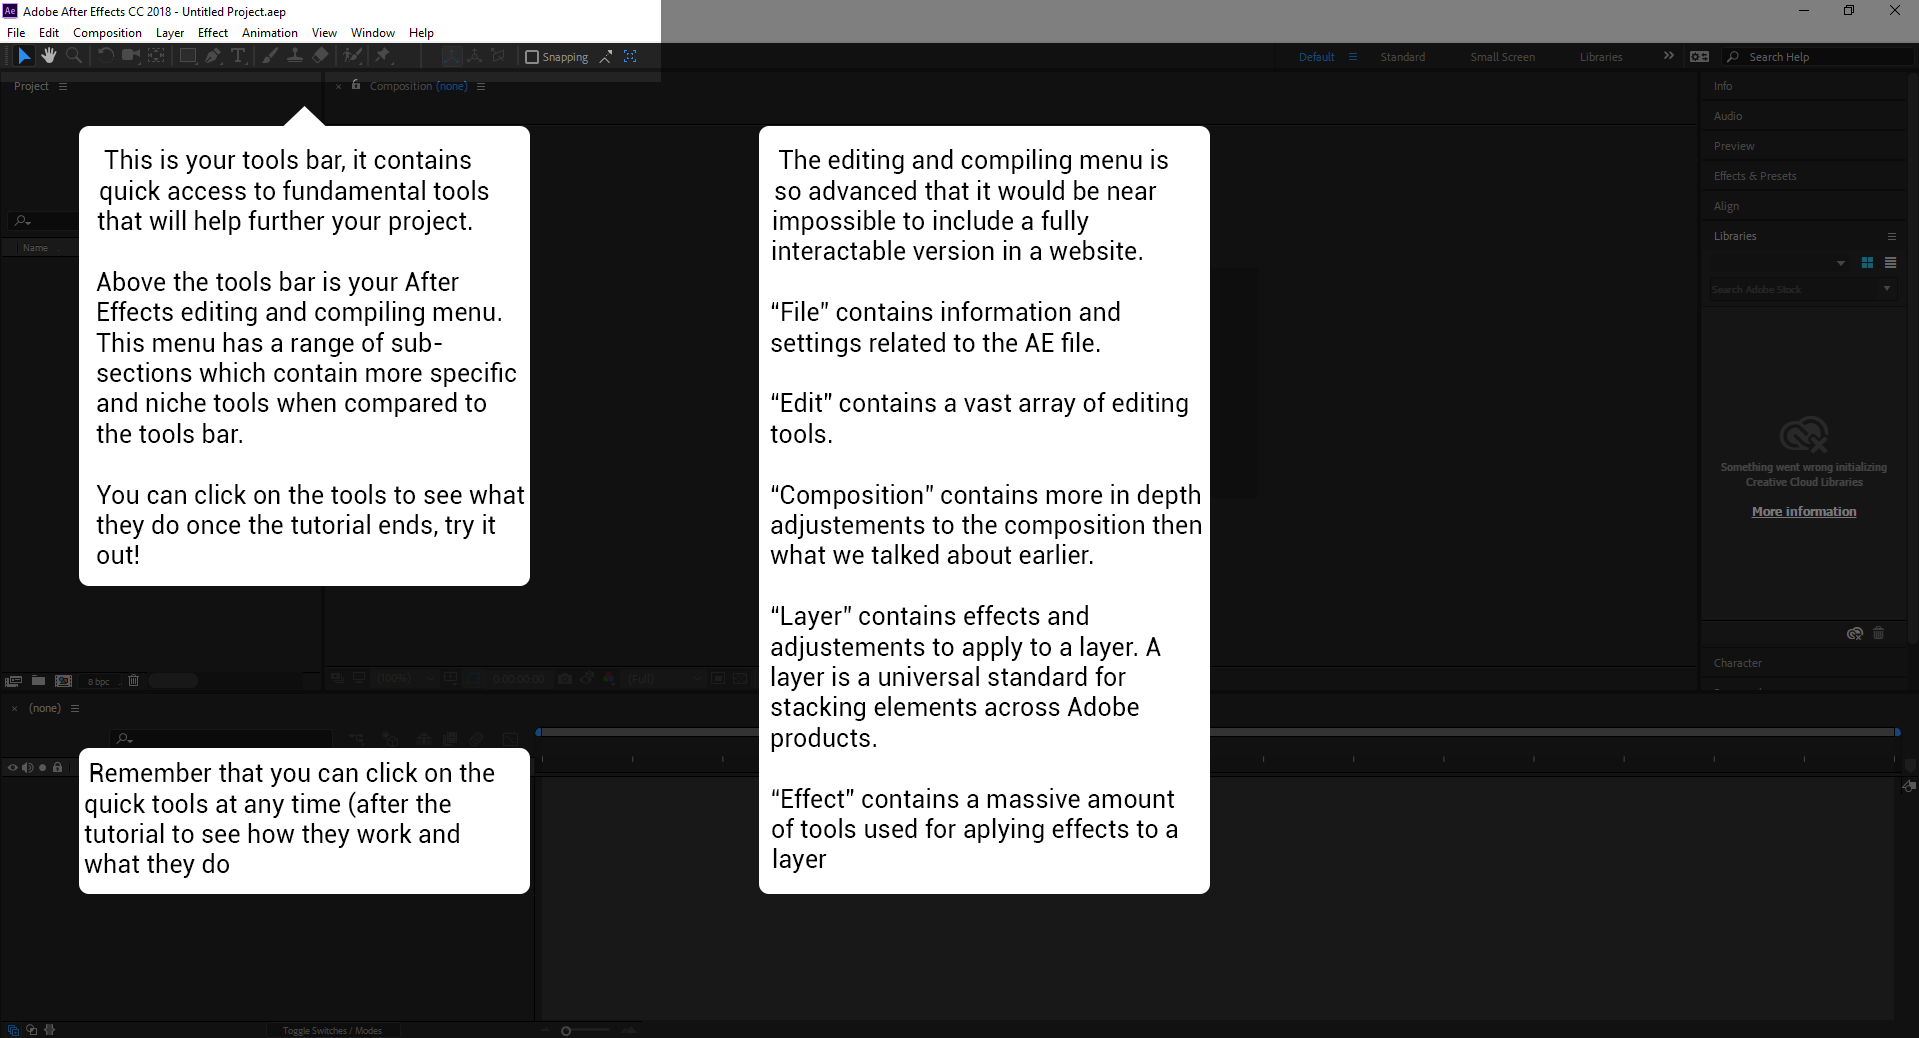 Adobe After Effects CC 2018 - Untitled Project.aep
File Edit Composition Layer Effect Animation View Window Help
Snapping
Default
Standard
Small Screen
Libraries
Search Help
Project
Composition (none)
Name
This is your tools bar, it contains
quick access to fundamental tools
that will help further your project.
Above the tools bar is your After
Effects editing and compiling menu.
This menu has a range of sub-
sections which contain more specific
and niche tools when compared to
the tools bar.
You can click on the tools to see what
they do once the tutorial ends, try it
out!
The editing and compiling menu is
so advanced that it would be near
impossible to include a fully
interactable version in a website.
“File” contains information and
settings related to the AE file.
“Edit” contains a vast array of editing
tools.
“Composition” contains more in depth
adjustements to the composition then
what we talked about earlier.
“Layer” contains effects and
adjustements to apply to a layer. A
layer is a universal standard for
stacking elements across Adobe
products.
“Effect” contains a massive amount
of tools used for aplying effects to a
layer
Info
Audio
Preview
Effects & Presets
Align
Libraries
Search Adobe Stock
Something went wrong initializing
Creative Cloud Libraries
More information
Character
8 bpc
(100%)
0:00:00:00
(Full)
(none)
Remember that you can click on the
quick tools at any time (after the
tutorial to see how they work and
what they do
Toggle Switches / Modes